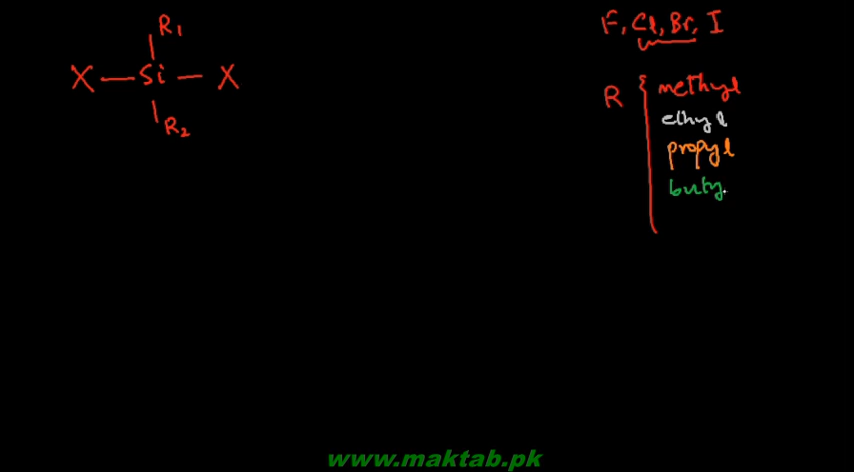 R1
X — Si — X
R2
F, Cl, Br, I
R
methyl
ethyl
propyl
buty
www.maktab.pk